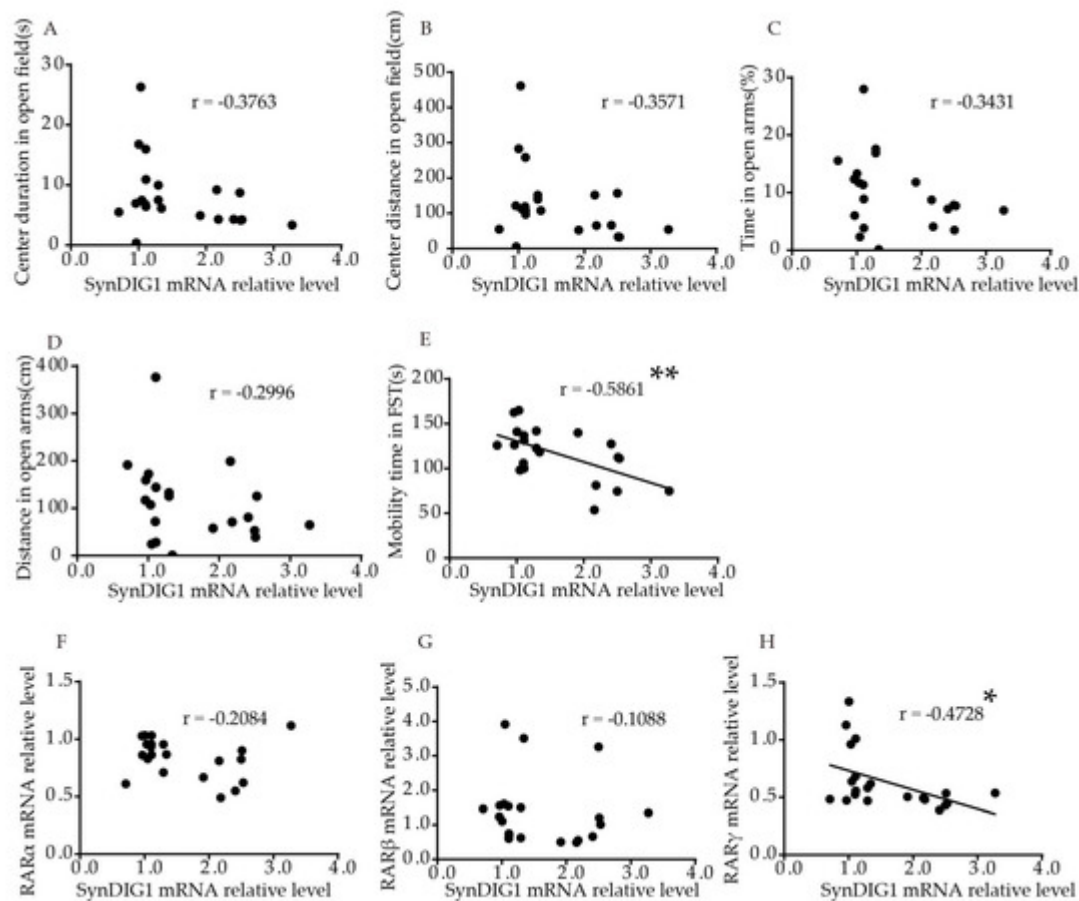 A
Center duration in open field(s)
30
20
10
0
r = -0.3763
0.0 1.0 2.0 3.0 4.0
SynDIG1 mRNA relative level
B
Center distance in open field(cm)
500
400
300
200
100
0
r = -0.3571
0.0 1.0 2.0 3.0 4.0
SynDIG1 mRNA relative level
C
Time in open arms(%)
30
20
10
0
r = -0.3431
0.0 1.0 2.0 3.0 4.0
SynDIG1 mRNA relative level
D
Distance in open arms(cm)
400
300
200
100
0
r = -0.2996
0.0 1.0 2.0 3.0 4.0
SynDIG1 mRNA relative level
E
Mobility time in FST(s)
200
150
100
50
0
r = -0.5861 **
0.0 1.0 2.0 3.0 4.0
SynDIG1 mRNA relative level
F
RARα mRNA relative level
1.5
1.0
0.5
0.0
r = -0.2084
0.0 1.0 2.0 3.0 4.0
SynDIG1 mRNA relative level
G
RARβ mRNA relative level
5.0
4.0
3.0
2.0
1.0
0.0
r = -0.1088
0.0 1.0 2.0 3.0 4.0
SynDIG1 mRNA relative level
H
RARγ mRNA relative level
1.5
1.0
0.5
0.0
r = -0.4728 *
0.0 1.0 2.0 3.0 4.0
SynDIG1 mRNA relative level